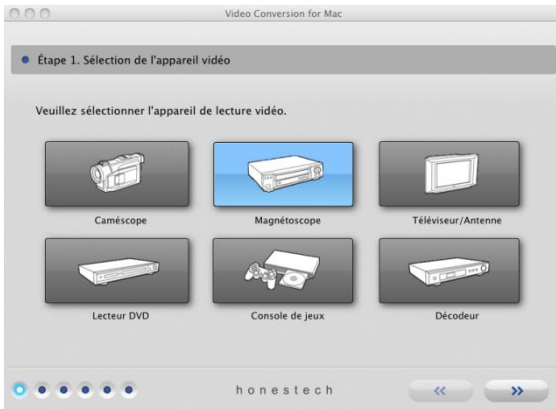 Video Conversion for Mac
Étape 1. Sélection de l'appareil vidéo
Veuillez sélectionner l'appareil de lecture vidéo.
Caméscope
Magnétoscope
Téléviseur/Antenne
Lecteur DVD
Console de jeux
Décodeur
honestech